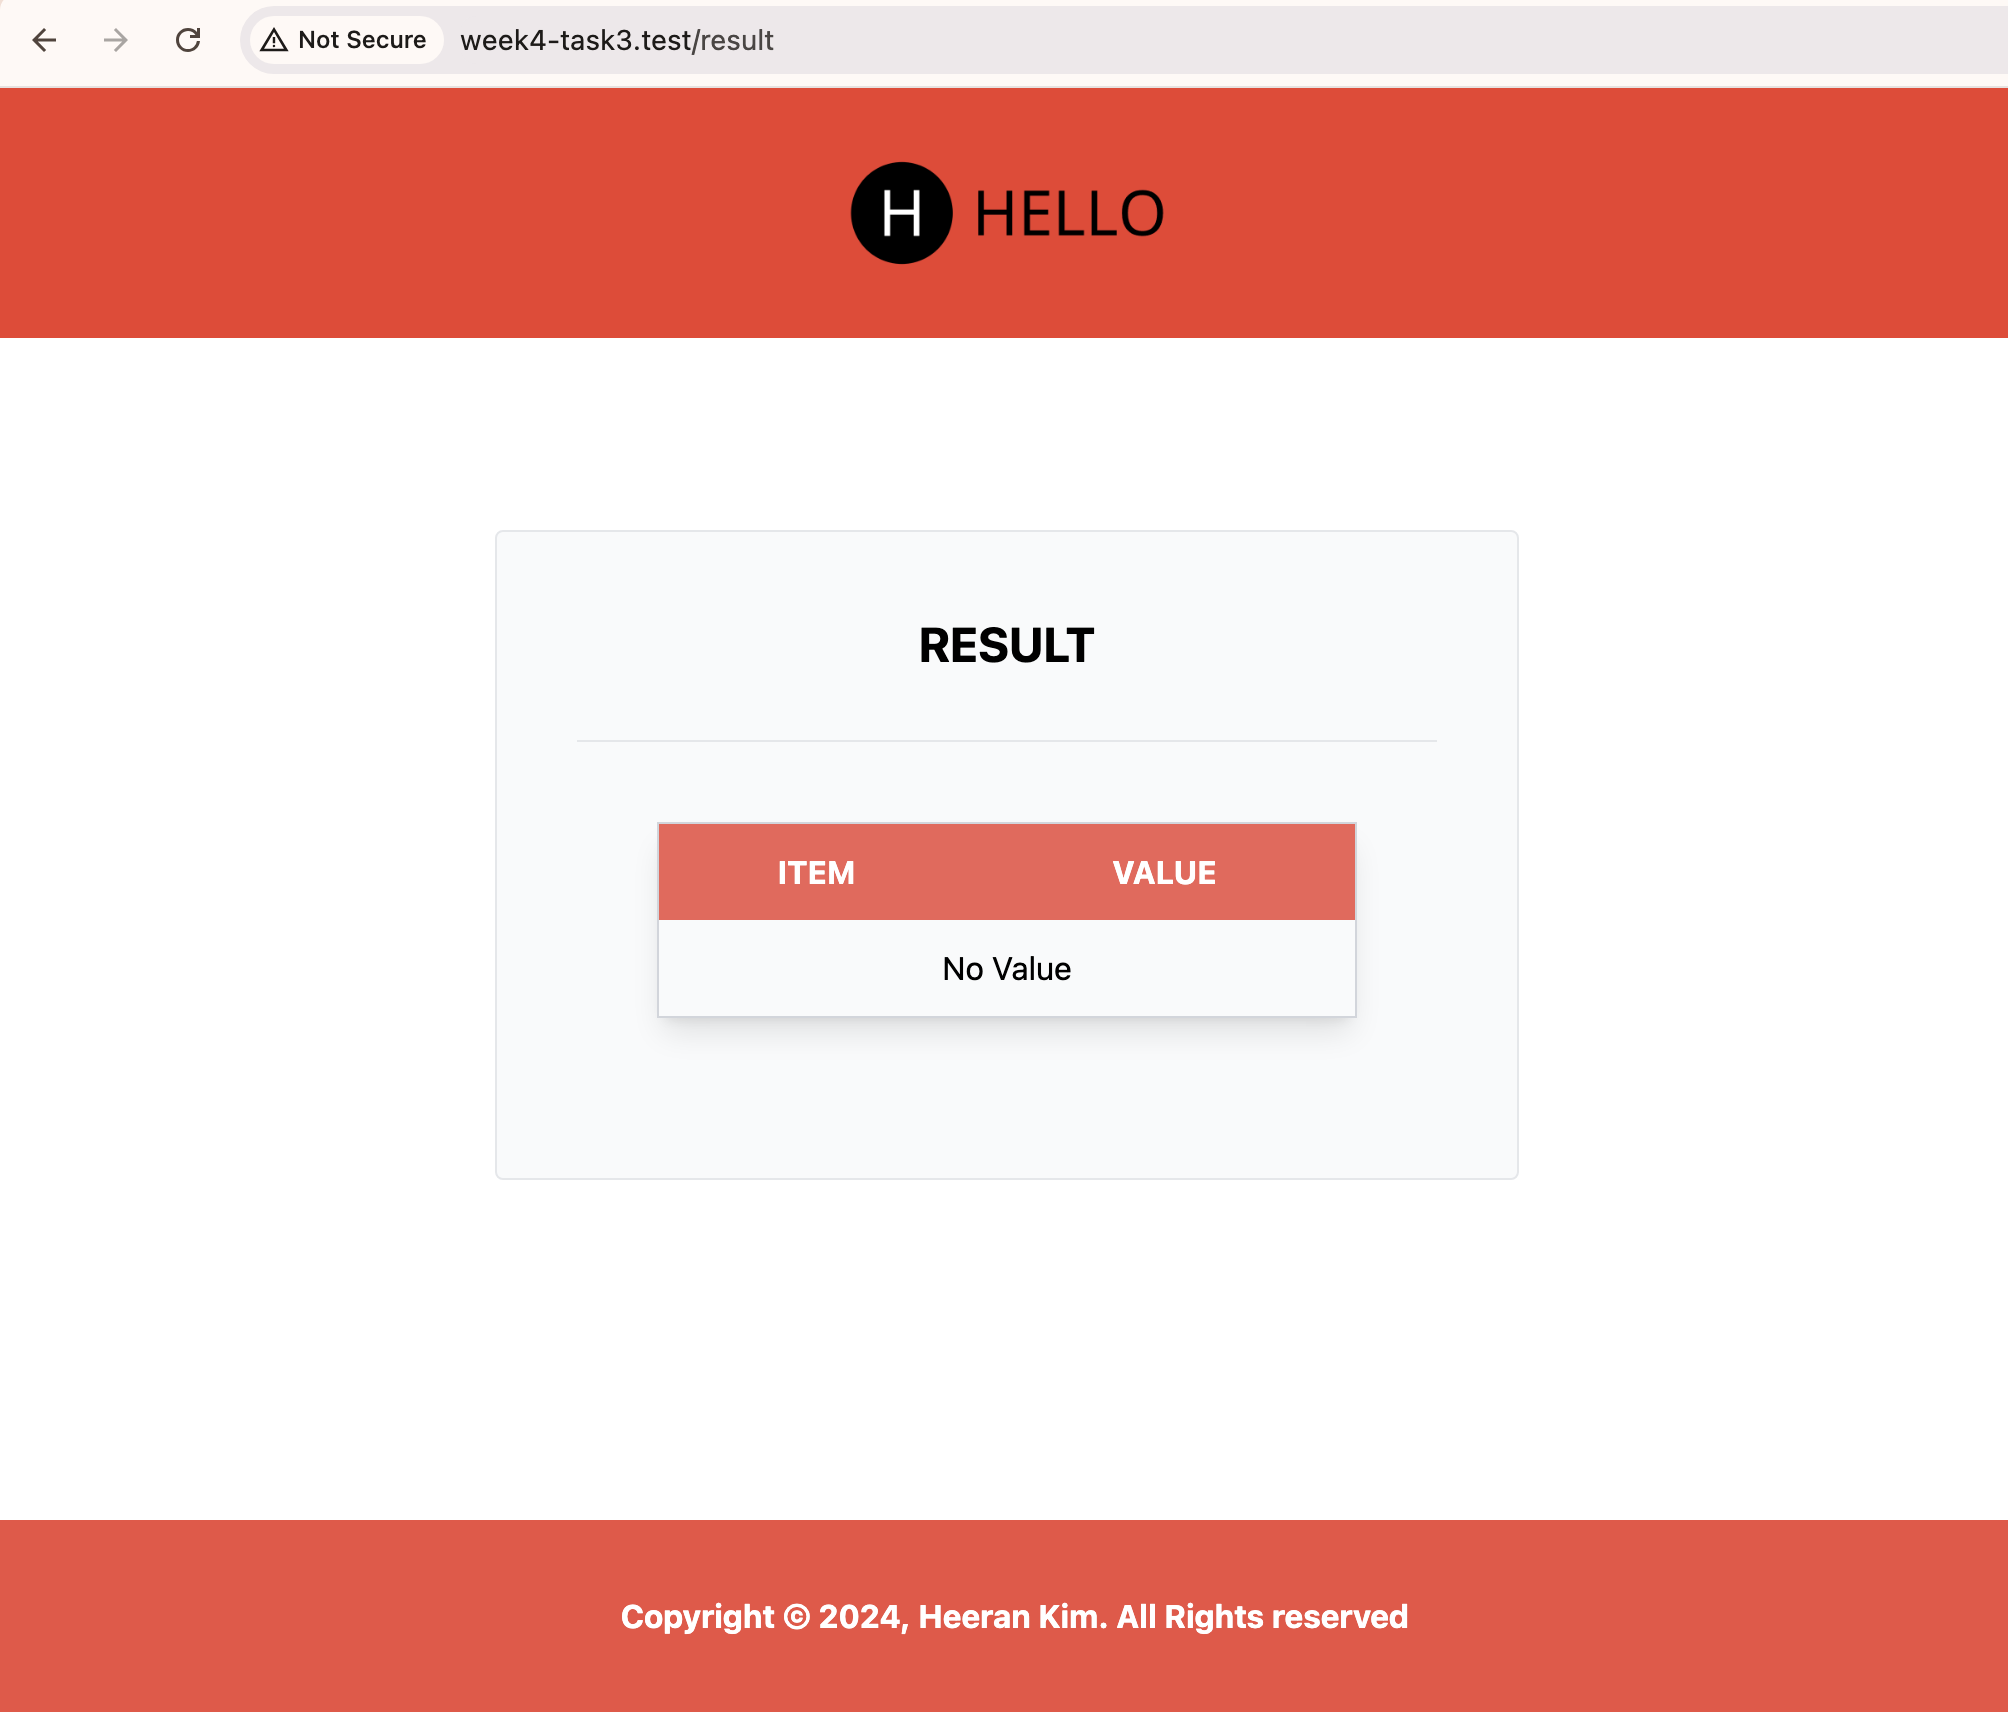 Not Secure week4-task3.test/result
H HELLO
RESULT
ITEM VALUE
No Value
Copyright © 2024, Heeran Kim. All Rights reserved